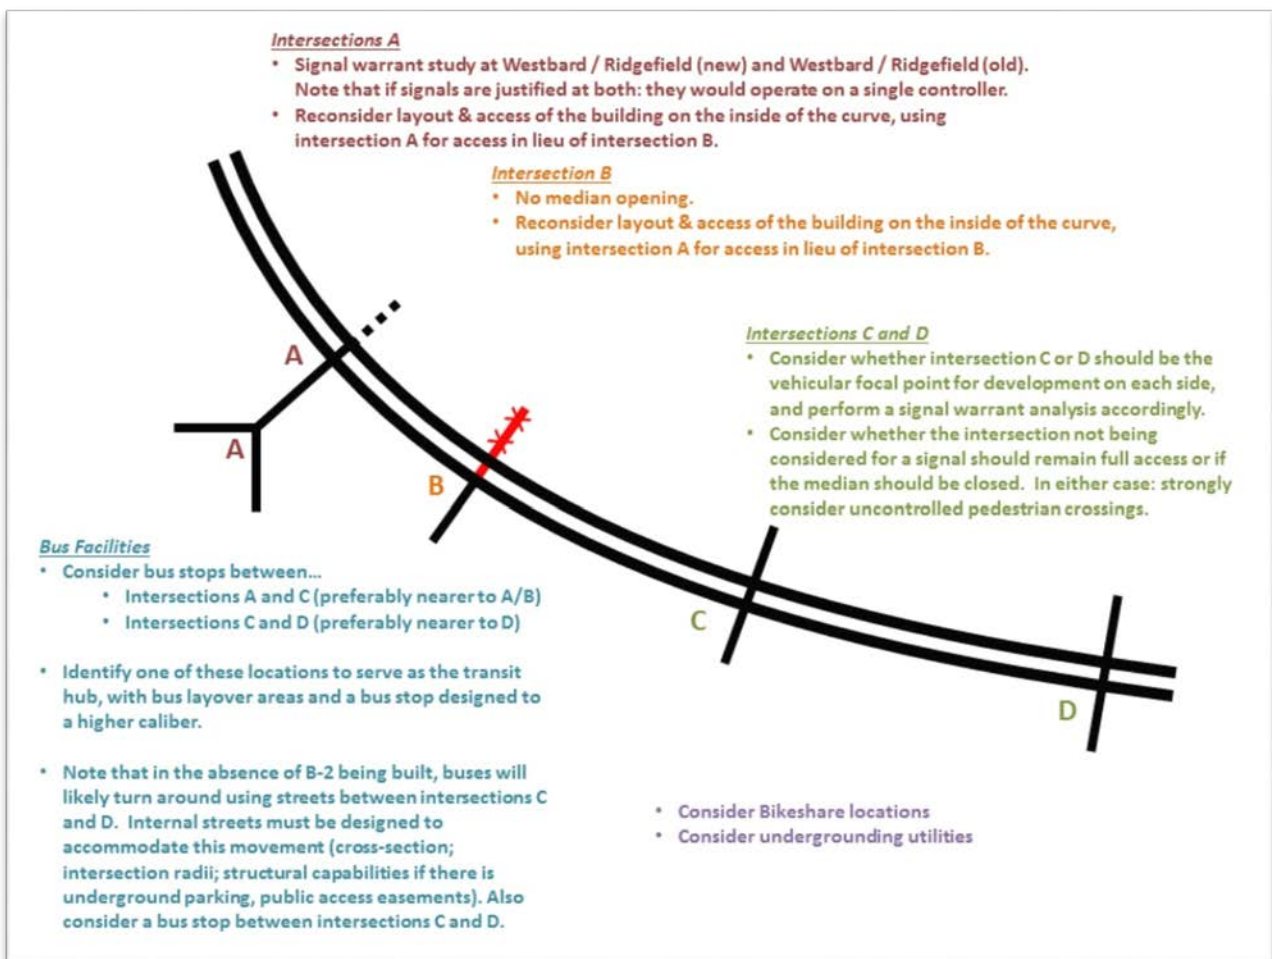 Intersections A
• Signal warrant study at Westbard / Ridgefield (new) and Westbard / Ridgefield (old).
Note that if signals are justified at both: they would operate on a single controller.
• Reconsider layout & access of the building on the inside of the curve, using
intersection A for access in lieu of intersection B.
Intersection B
• No median opening.
• Reconsider layout & access of the building on the inside of the curve,
using intersection A for access in lieu of intersection B.
Intersections C and D
• Consider whether intersection C or D should be the
vehicular focal point for development on each side,
and perform a signal warrant analysis accordingly.
• Consider whether the intersection not being
considered for a signal should remain full access or if
the median should be closed. In either case: strongly
consider uncontrolled pedestrian crossings.
A
A
B
C
D
Bus Facilities
• Consider bus stops between...
• Intersections A and C (preferably nearer to A/B)
• Intersections C and D (preferably nearer to D)
• Identify one of these locations to serve as the transit
hub, with bus layover areas and a bus stop designed to
a higher caliber.
• Note that in the absence of B-2 being built, buses will
likely turn around using streets between intersections C
and D. Internal streets must be designed to
accommodate this movement (cross-section;
intersection radii; structural capabilities if there is
underground parking, public access easements). Also
consider a bus stop between intersections C and D.
• Consider Bikeshare locations
• Consider undergrounding utilities